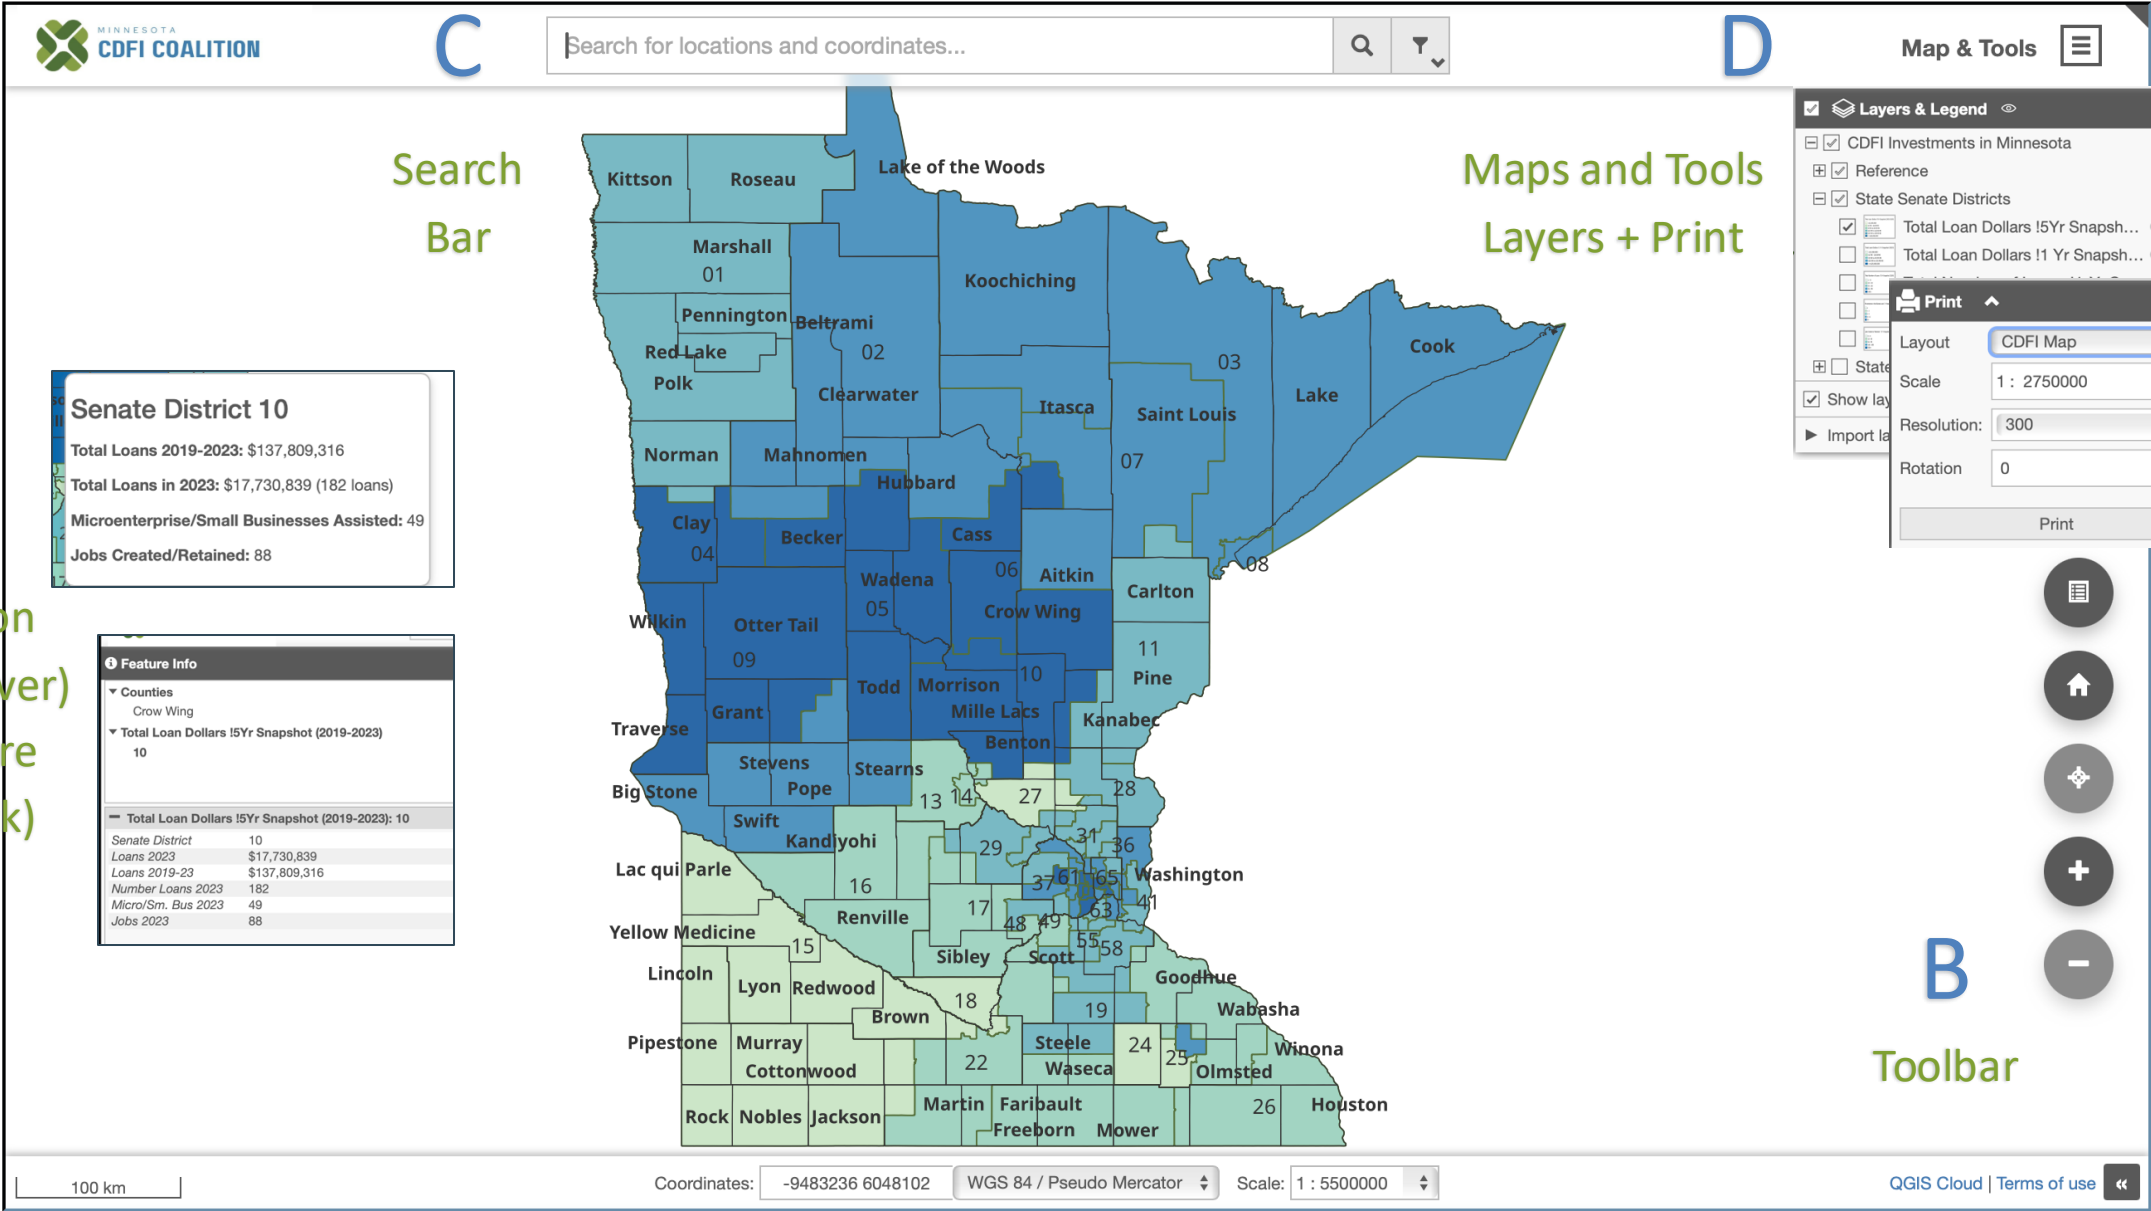 MINNESOTA
CDFI COALITION
C
Search for locations and coordinates...
D
Map & Tools
Search
Bar
Maps and Tools
Layers + Print
Layers & Legend
CDFI Investments in Minnesota
Reference
State Senate Districts
Total Loan Dollars !5Yr Snapsh...
Total Loan Dollars !1 Yr Snapsh...
State
Show lay
Import la
Print
Layout CDFI Map
Scale 1 : 2750000
Resolution: 300
Rotation 0
Print
Senate District 10
Total Loans 2019-2023: $137,809,316
Total Loans in 2023: $17,730,839 (182 loans)
Microenterprise/Small Businesses Assisted: 49
Jobs Created/Retained: 88
on
ver)
re
k)
Feature Info
Counties
Crow Wing
Total Loan Dollars !5Yr Snapshot (2019-2023)
10
Total Loan Dollars !5Yr Snapshot (2019-2023): 10
Senate District 10
Loans 2023 $17,730,839
Loans 2019-23 $137,809,316
Number Loans 2023 182
Micro/Sm. Bus 2023 49
Jobs 2023 88
Kittson
Roseau
Lake of the Woods
Marshall
01
Koochiching
Pennington
Beltrami
Red Lake
02
03
Cook
Polk
Clearwater
Itasca
Saint Louis
Lake
Norman
Mahnomen
07
Hubbard
Clay
04
Becker
Cass
08
06
Aitkin
Wadena
05
Carlton
Crow Wing
Wilkin
Otter Tail
09
11
Pine
10
Todd
Morrison
Grant
Mille Lacs
Kanabec
Traverse
Benton
Stevens
Stearns
Big Stone
Pope
13
14
27
28
Swift
Kandiyohi
29
31
36
Lac qui Parle
16
37
61
65
Washington
Renville
17
48
49
63
41
Yellow Medicine
15
55
58
Sibley
Scott
Lincoln
Lyon
Redwood
Goodhue
18
19
Wabasha
Brown
Pipestone
Murray
Steele
24
25
Winona
Cottonwood
22
Waseca
Olmsted
Rock
Nobles
Jackson
Martin
Faribault
26
Houston
Freeborn
Mower
B
Toolbar
100 km
Coordinates: -9483236 6048102 WGS 84 / Pseudo Mercator Scale: 1 : 5500000
QGIS Cloud | Terms of use